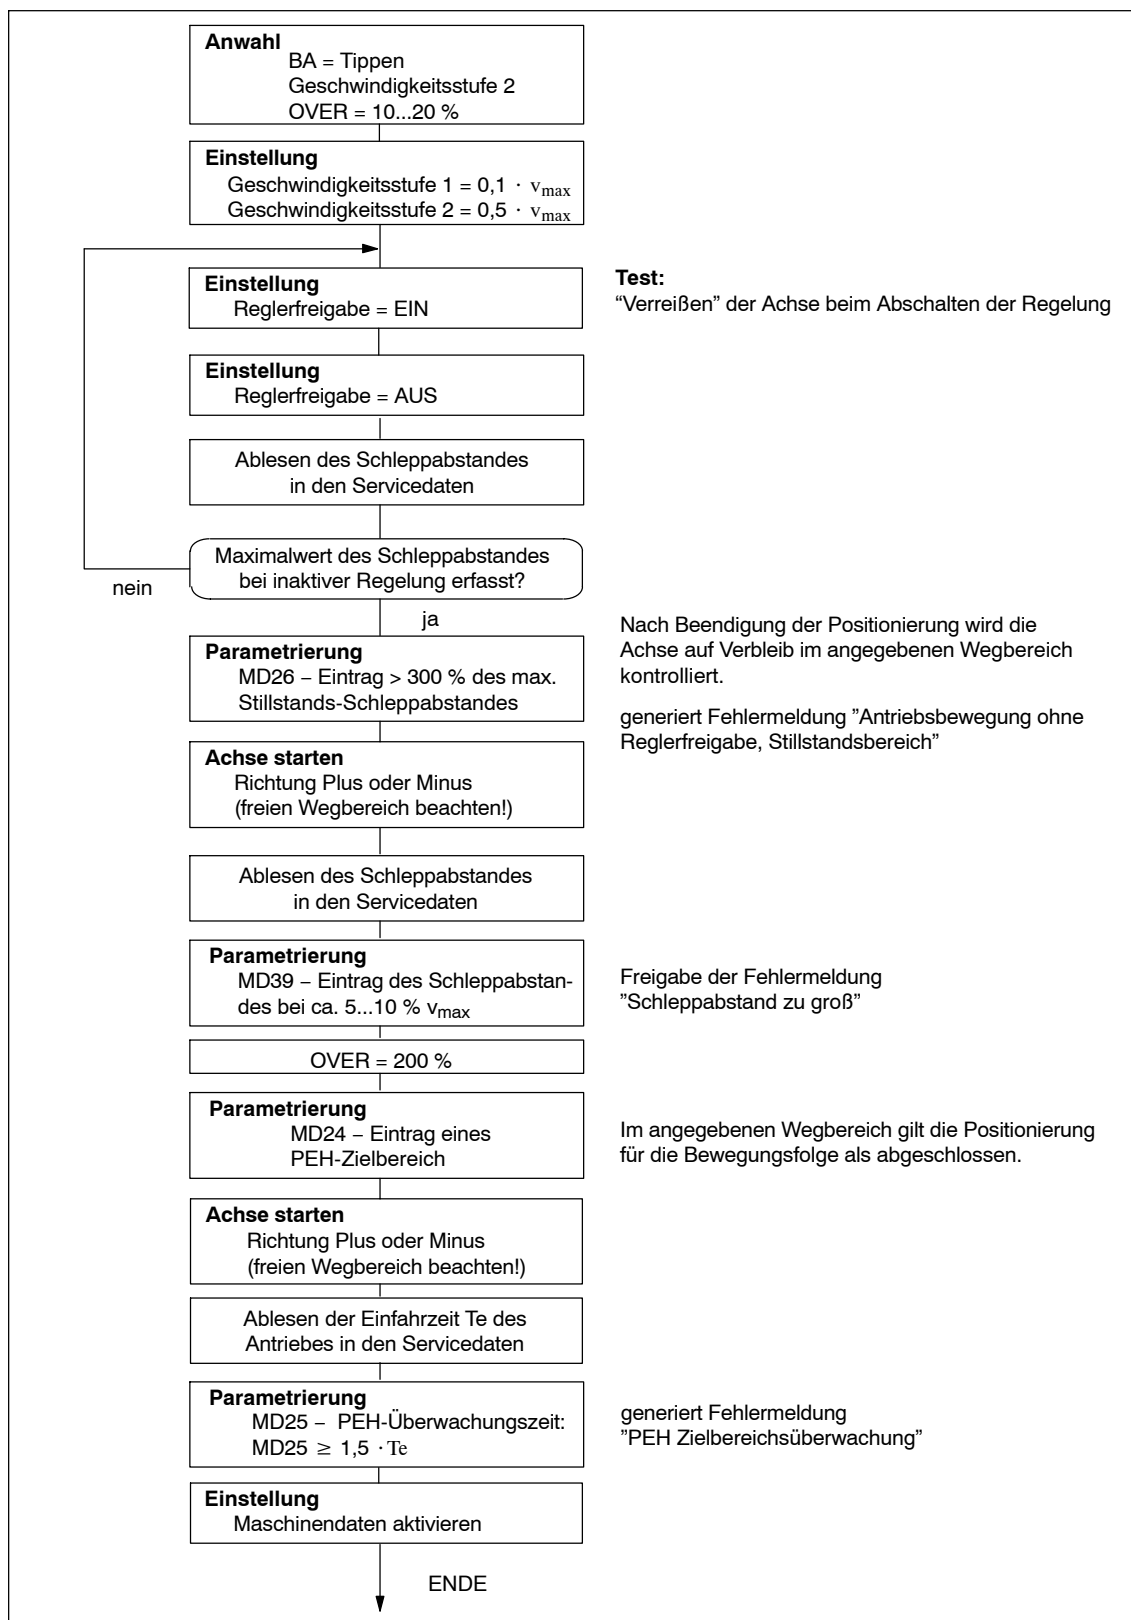 Anwahl
BA = Tippen
Geschwindigkeitsstufe 2
OVER = 10...20 %
Einstellung
Geschwindigkeitsstufe 1 = 0,1 · vmax
Geschwindigkeitsstufe 2 = 0,5 · vmax
Einstellung
Reglerfreigabe = EIN
Test:
“Verreißen” der Achse beim Abschalten der Regelung
Einstellung
Reglerfreigabe = AUS
Ablesen des Schleppabstandes
in den Servicedaten
Maximalwert des Schleppabstandes
bei inaktiver Regelung erfasst?
nein
ja
Parametrierung
MD26 – Eintrag > 300 % des max.
Stillstands-Schleppabstandes
Nach Beendigung der Positionierung wird die
Achse auf Verbleib im angegebenen Wegbereich
kontrolliert.
generiert Fehlermeldung ”Antriebsbewegung ohne
Reglerfreigabe, Stillstandsbereich”
Achse starten
Richtung Plus oder Minus
(freien Wegbereich beachten!)
Ablesen des Schleppabstandes
in den Servicedaten
Parametrierung
MD39 – Eintrag des Schleppabstan-
des bei ca. 5...10 % vmax
Freigabe der Fehlermeldung
”Schleppabstand zu groß”
OVER = 200 %
Parametrierung
MD24 – Eintrag eines
PEH-Zielbereich
Im angegebenen Wegbereich gilt die Positionierung
für die Bewegungsfolge als abgeschlossen.
Achse starten
Richtung Plus oder Minus
(freien Wegbereich beachten!)
Ablesen der Einfahrzeit Te des
Antriebes in den Servicedaten
Parametrierung
MD25 – PEH-Überwachungszeit:
MD25 ≥ 1,5 · Te
generiert Fehlermeldung
”PEH Zielbereichsüberwachung”
Einstellung
Maschinendaten aktivieren
ENDE